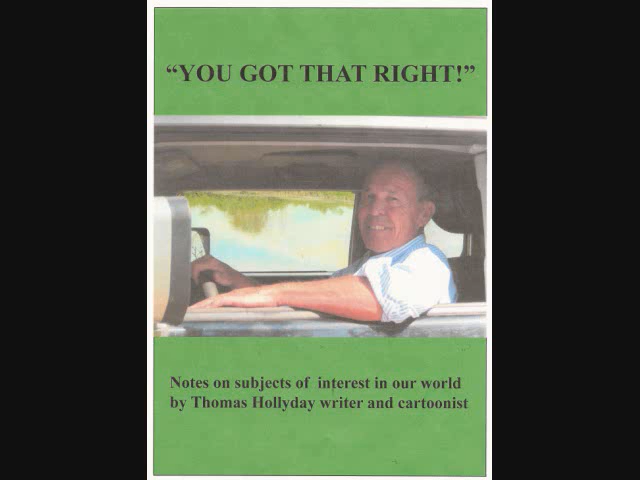 “YOU GOT THAT RIGHT!”
Notes on subjects of interest in our world
by Thomas Hollyday writer and cartoonist